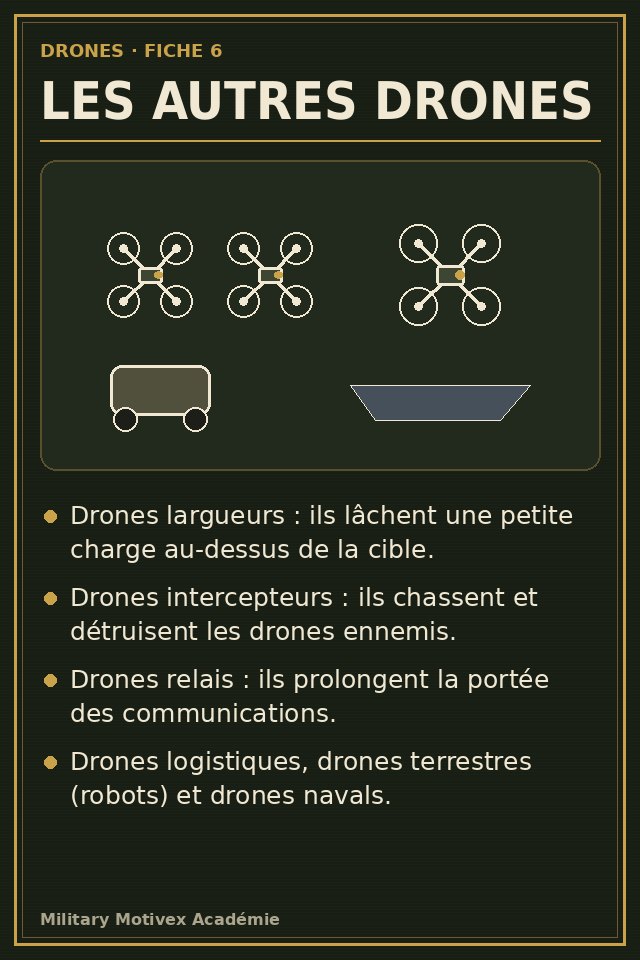 DRONES · FICHE 6
LES AUTRES DRONES
Drones largueurs : ils lâchent une petite
charge au-dessus de la cible.
Drones intercepteurs : ils chassent et
détruisent les drones ennemis.
Drones relais : ils prolongent la portée
des communications.
Drones logistiques, drones terrestres
(robots) et drones navals.
Military Motivex Académie